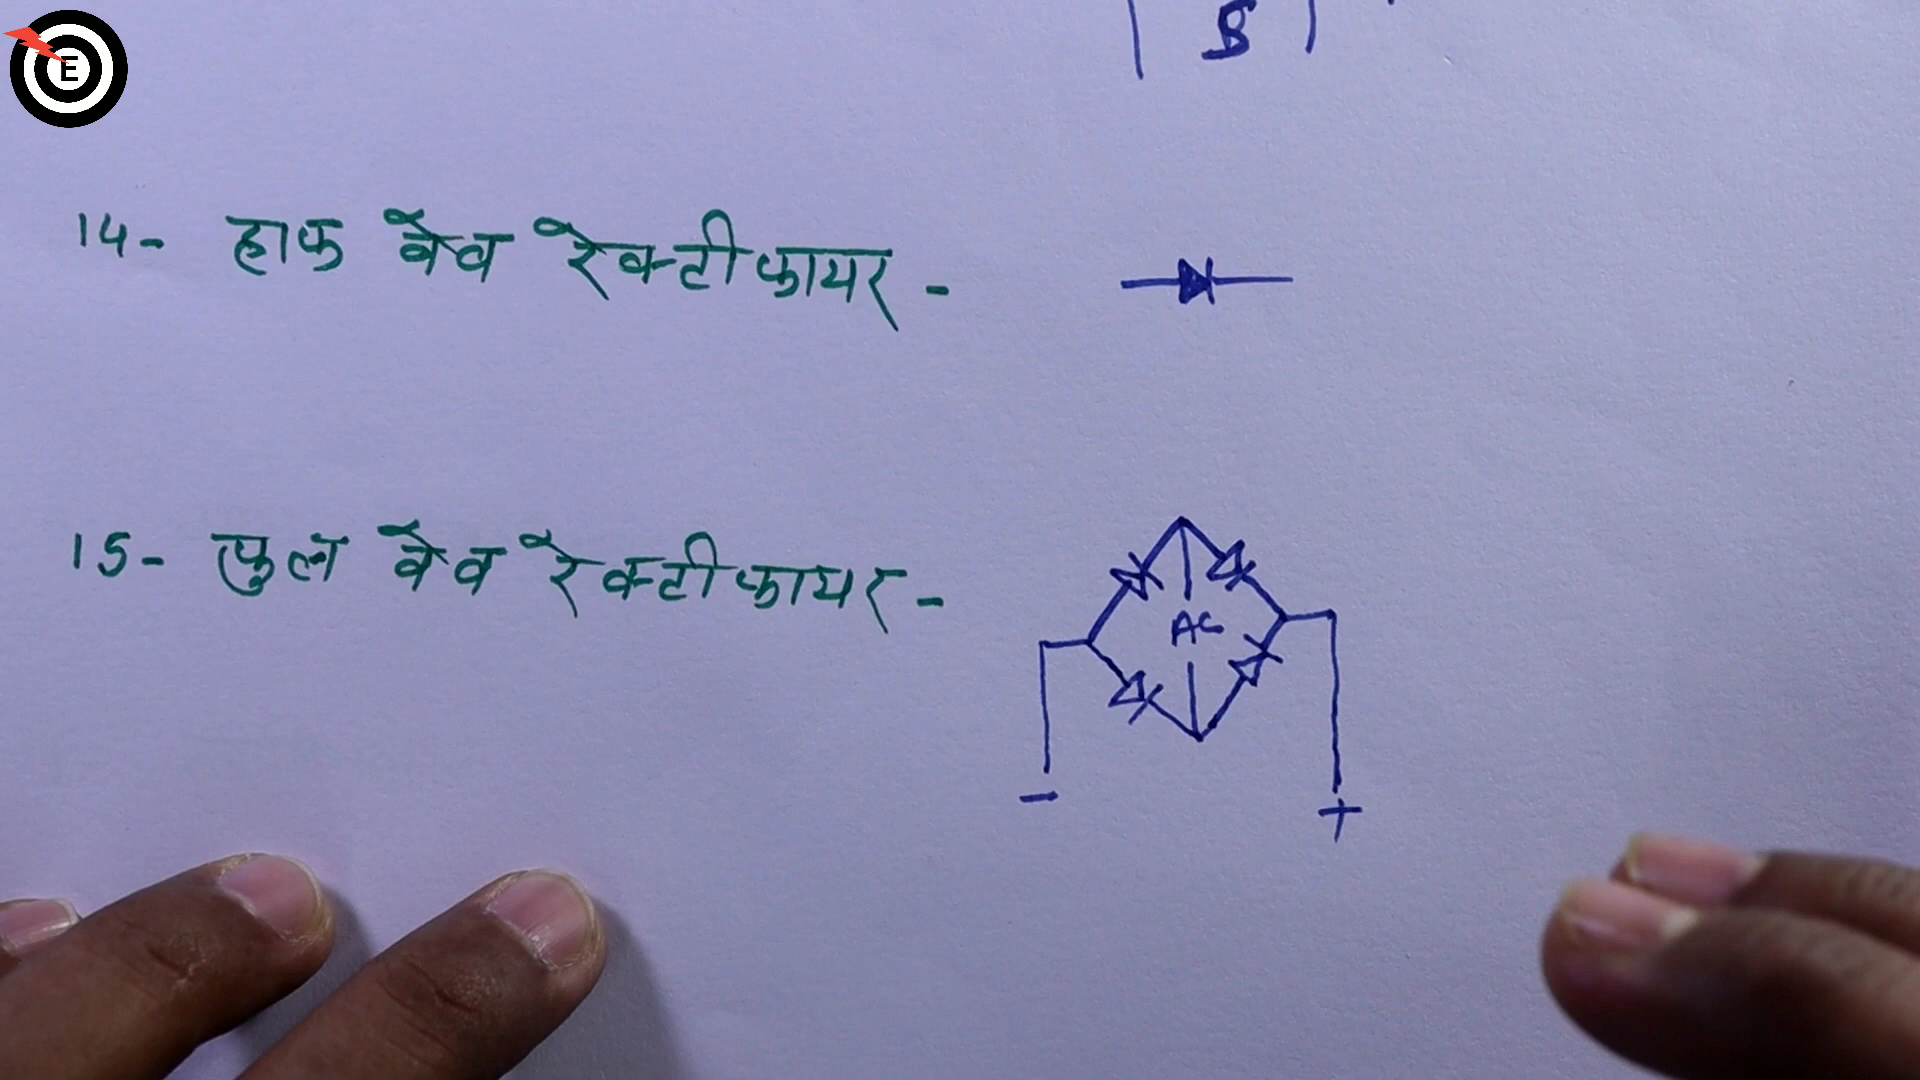 E
S
14- हाफ वेव रेक्टीफायर -
15- फुल वेव रेक्टीफायर -
AC
- +